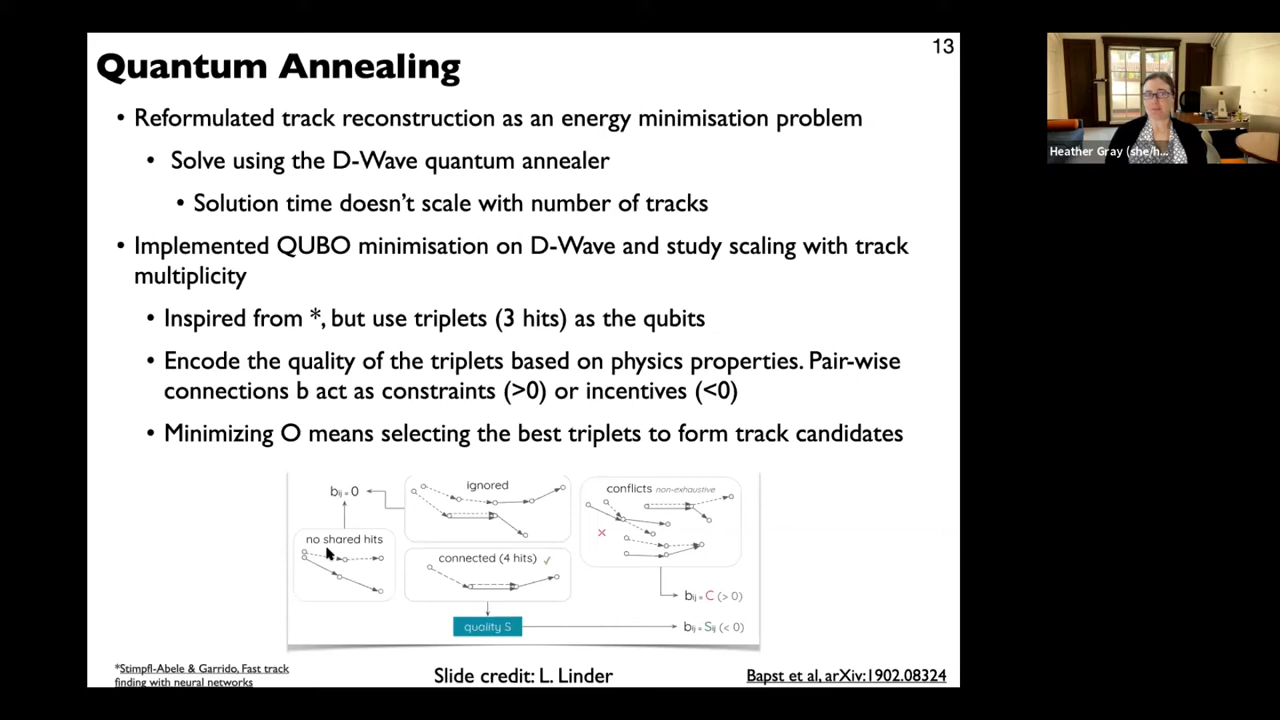 13
Quantum Annealing
• Reformulated track reconstruction as an energy minimisation problem
• Solve using the D-Wave quantum annealer
• Solution time doesn't scale with number of tracks
• Implemented QUBO minimisation on D-Wave and study scaling with track
multiplicity
• Inspired from *, but use triplets (3 hits) as the qubits
• Encode the quality of the triplets based on physics properties. Pair-wise
connections b act as constraints (>0) or incentives (<0)
• Minimizing O means selecting the best triplets to form track candidates
bij = 0
ignored
conflicts non-exhaustive
no shared hits
connected (4 hits) ✓
bij = C (> 0)
quality S
bij = Sij (< 0)
*Stimpfl-Abele & Garrido, Fast track
finding with neural networks
Slide credit: L. Linder
Bapst et al, arXiv:1902.08324
Heather Gray (she/h...